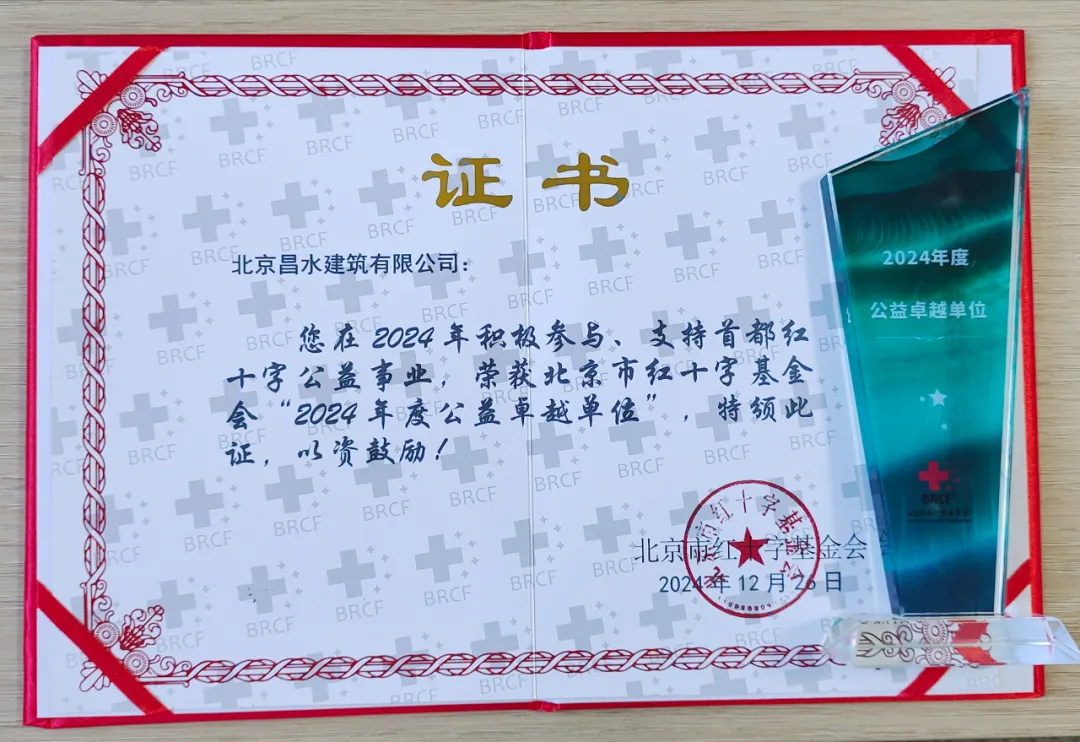 证书
北京昌水建筑有限公司：
您在2024年积极参与、支持首都红
十字公益事业，荣获北京市红十字基金
会“2024年度公益卓越单位”，特颁此
证，以资鼓励！
北京市红十字基金会
2024年12月26日
2024年度
公益卓越单位
BRCF